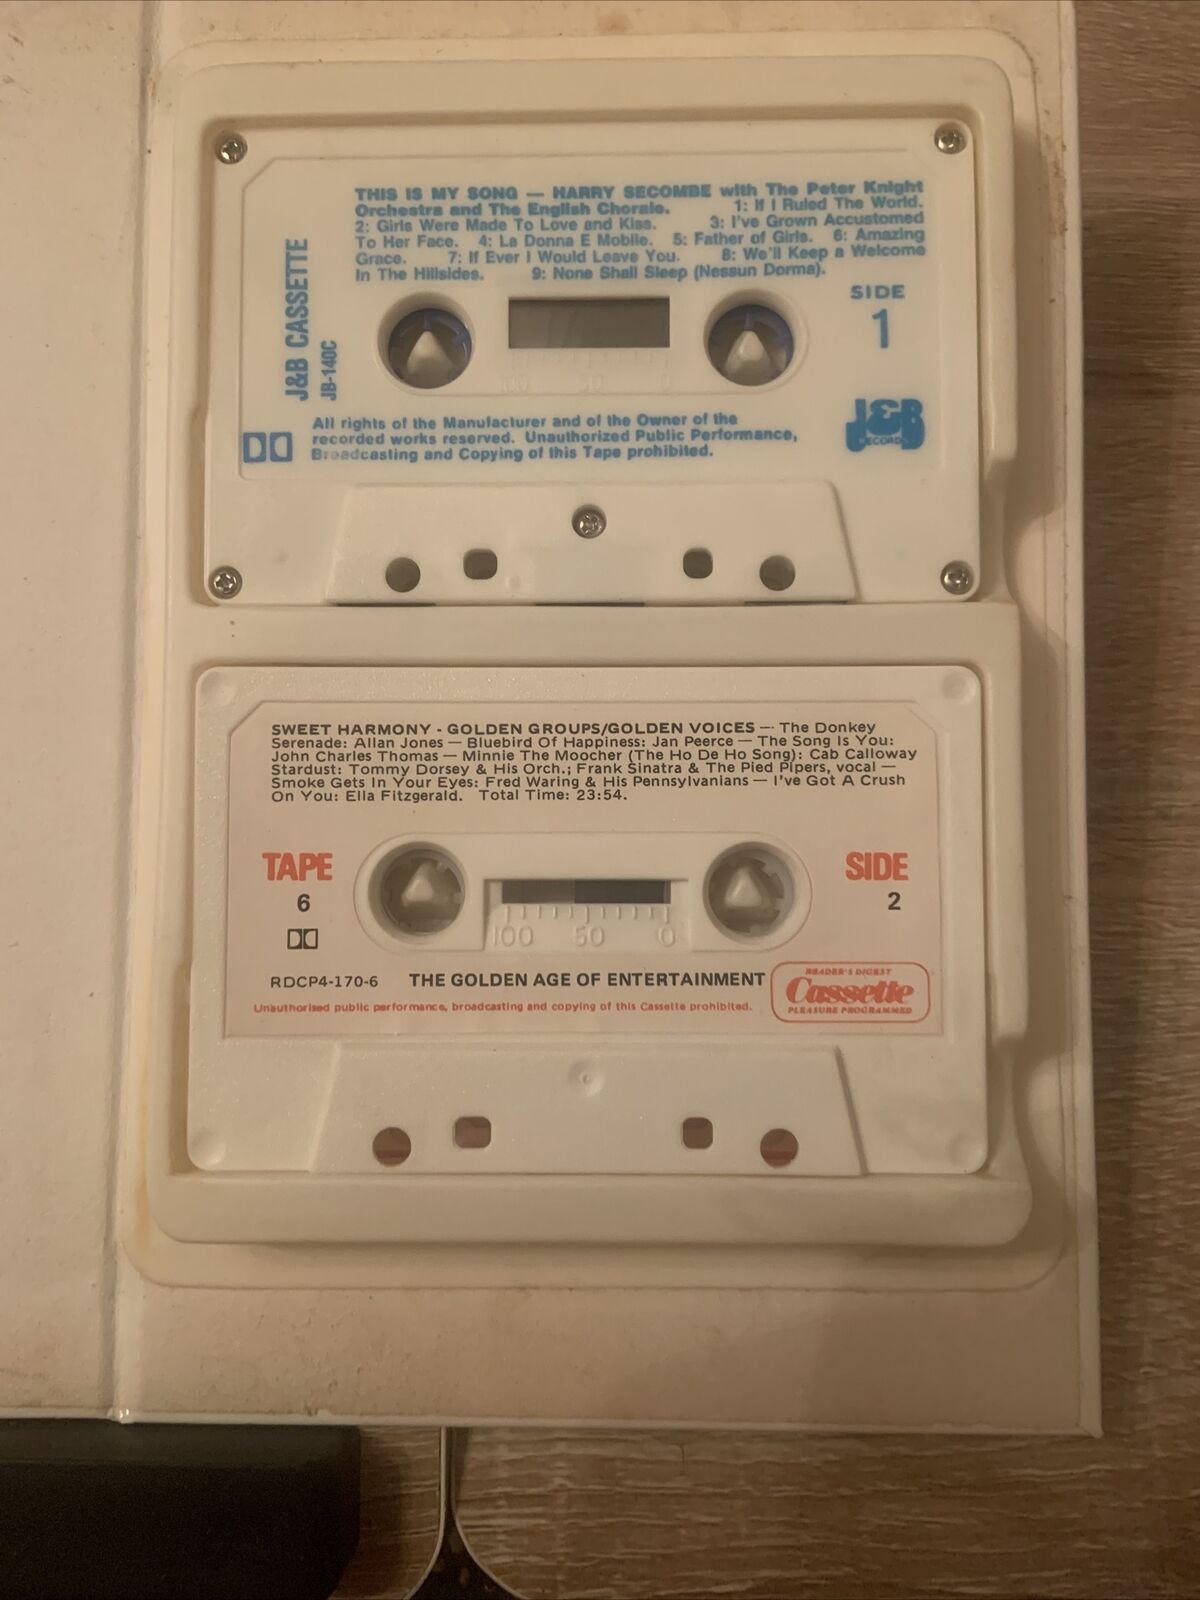 THIS IS MY SONG — HARRY SECOMBE with The Peter Knight
Orchestra and The English Chorale. 1: If I Ruled The World.
2: Girls Were Made To Love and Kiss. 3: I've Grown Accustomed
To Her Face. 4: La Donna E Mobile. 5: Father of Girls. 6: Amazing
Grace. 7: If Ever I Would Leave You. 8: We'll Keep a Welcome
In The Hillsides. 9: None Shall Sleep (Nessun Dorma).
J&B CASSETTE
JB-140C
SIDE
1
100 50 0
All rights of the Manufacturer and of the Owner of the
recorded works reserved. Unauthorized Public Performance,
Broadcasting and Copying of this Tape prohibited.
J&B
RECORDS
SWEET HARMONY - GOLDEN GROUPS/GOLDEN VOICES — The Donkey
Serenade: Allan Jones — Bluebird Of Happiness: Jan Peerce — The Song Is You:
John Charles Thomas — Minnie The Moocher (The Ho De Ho Song): Cab Calloway
Stardust: Tommy Dorsey & His Orch.; Frank Sinatra & The Pied Pipers, vocal —
Smoke Gets In Your Eyes: Fred Waring & His Pennsylvanians — I've Got A Crush
On You: Ella Fitzgerald. Total Time: 23:54.
TAPE
6
SIDE
2
100 50 0
RDCP4-170-6 THE GOLDEN AGE OF ENTERTAINMENT
READER'S DIGEST
Cassette
PLEASURE PROGRAMMED
Unauthorised public performance, broadcasting and copying of this Cassette prohibited.